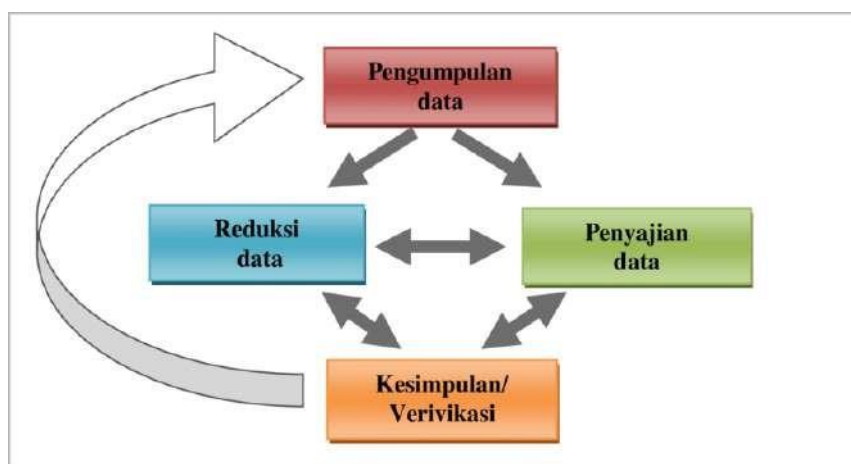 Pengumpulan
data
Reduksi
data
Penyajian
data
Kesimpulan/
Verivikasi